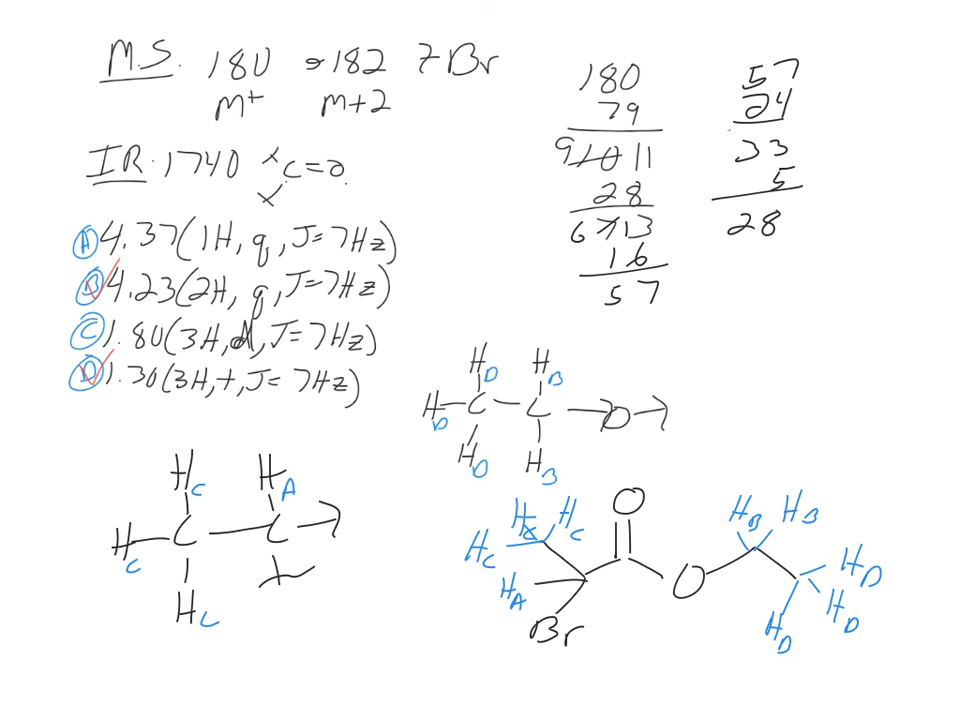 M.S. 180 & 182 ? Br
M+ M+2
IR. 1740 C=O.
A 4.37(1H, q, J=7Hz)
B 4.23(2H, q, J=7Hz)
C 1.80(3H, d, J=7Hz)
D 1.30(3H, t, J=7Hz)
180
79
91011
28
6713
16
57
57
24
33
5
28
HD HB
HD C C O
HD HB
HC HA
HC C C
HC
HC HC HC O HB HB
HA O HD
Br HD HD